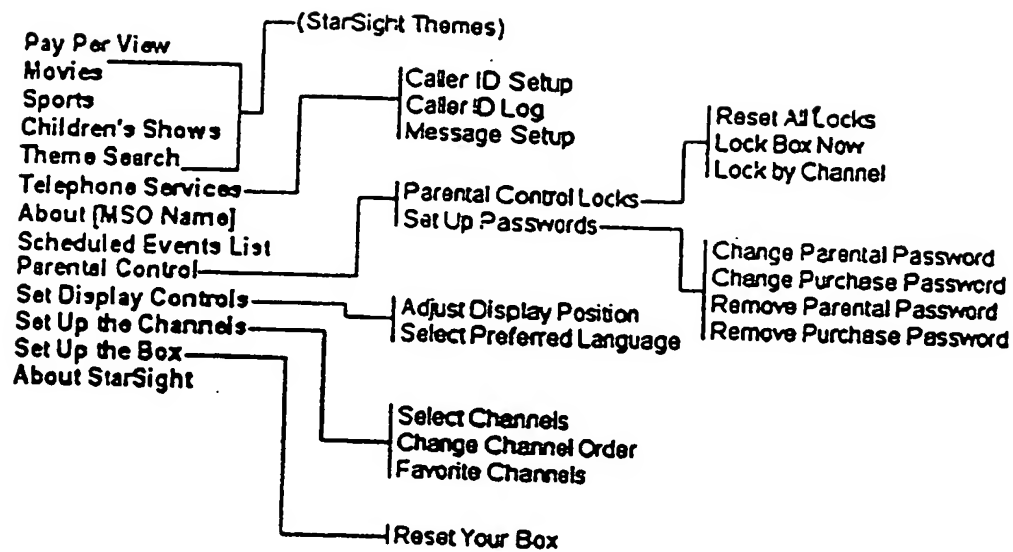 (StarSight Themes)
Pay Per View
Movies
Sports
Children's Shows
Theme Search
Telephone Services
About [MSO Name]
Scheduled Events List
Parental Control
Set Display Controls
Set Up the Channels
Set Up the Box
About StarSight
Caller ID Setup
Caller ID Log
Message Setup
Parental Control Locks
Set Up Passwords
Reset All Locks
Lock Box Now
Lock by Channel
Change Parental Password
Change Purchase Password
Remove Parental Password
Remove Purchase Password
Adjust Display Position
Select Preferred Language
Select Channels
Change Channel Order
Favorite Channels
Reset Your Box